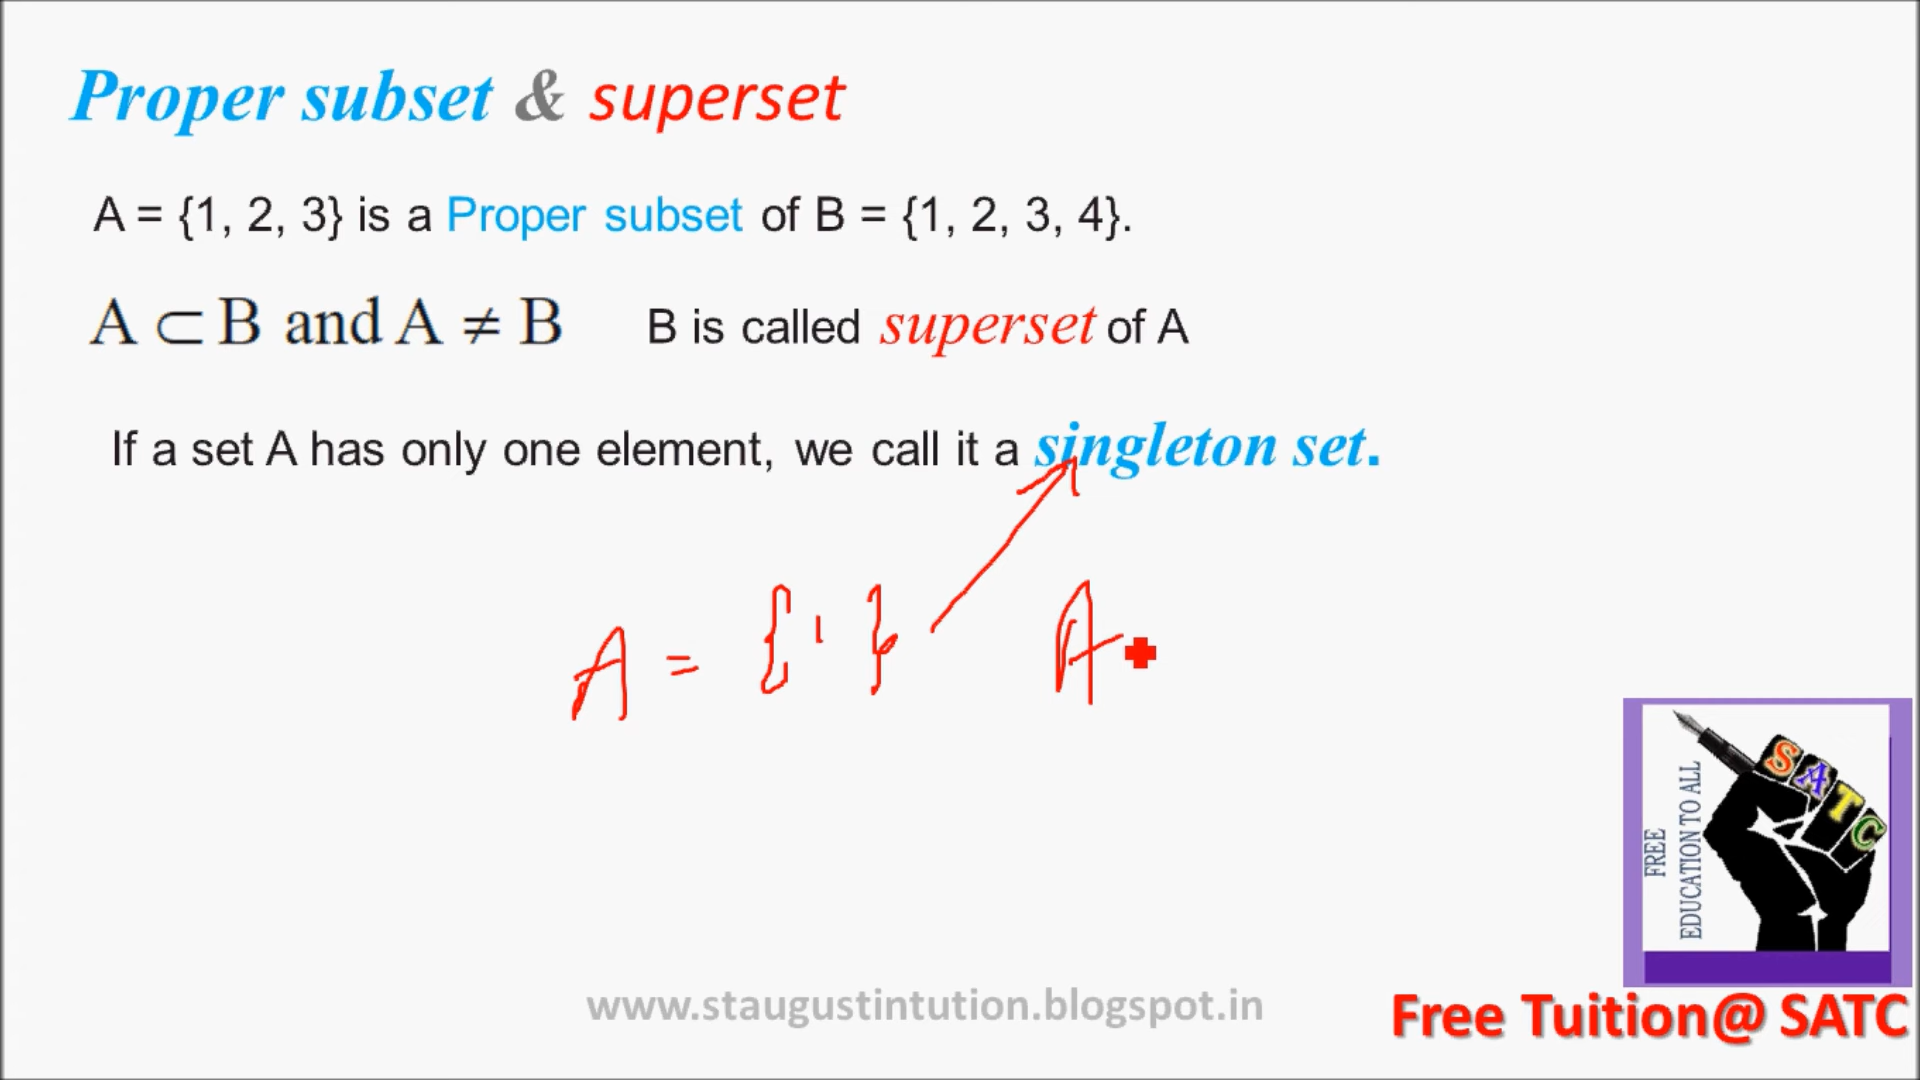 Proper subset & superset
A = {1, 2, 3} is a Proper subset of B = {1, 2, 3, 4}.
A ⊂ B and A ≠ B B is called superset of A
If a set A has only one element, we call it a singleton set.
A = {1} A
SATC
FREE
EDUCATION TO ALL
www.staugustintution.blogspot.in
Free Tuition@ SATC